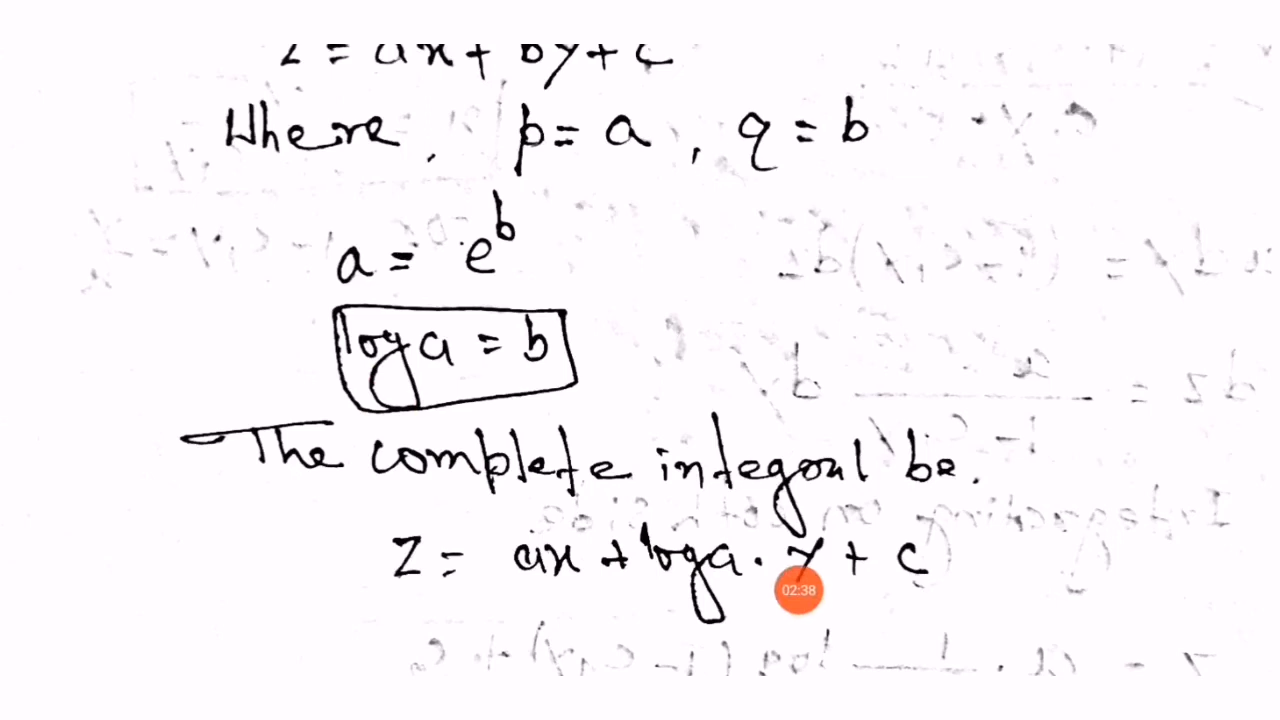 Z = ax + by + c
Where, p = a , q = b
a = e^b
log a = b
The complete integral be.
Z = ax + log a . y + c
02:38